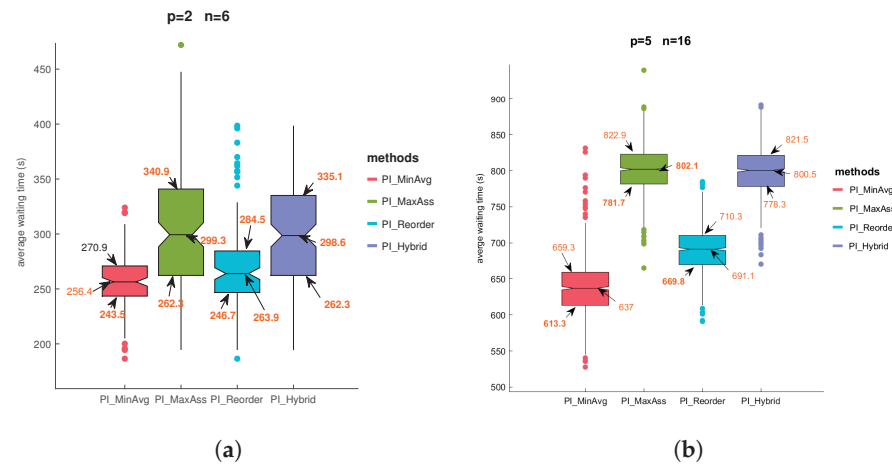 p=2 n=6
450
400
350
300
250
200
average waiting time (s)
340.9
335.1
284.5
270.9
299.3
298.6
256.4
243.5
262.3
246.7
263.9
262.3
PI_MinAvg PI_MaxAss PI_Reorder PI_Hybrid
methods
PI_MinAvg
PI_MaxAss
PI_Reorder
PI_Hybrid
(a)
p=5 n=16
900
850
800
750
700
650
600
550
500
averge waiting time (s)
822.9
821.5
802.1
800.5
781.7
778.3
710.3
659.3
691.1
669.8
637
613.3
PI_MinAvg PI_MaxAss PI_Reorder PI_Hybrid
methods
PI_MinAvg
PI_MaxAss
PI_Reorder
PI_Hybrid
(b)